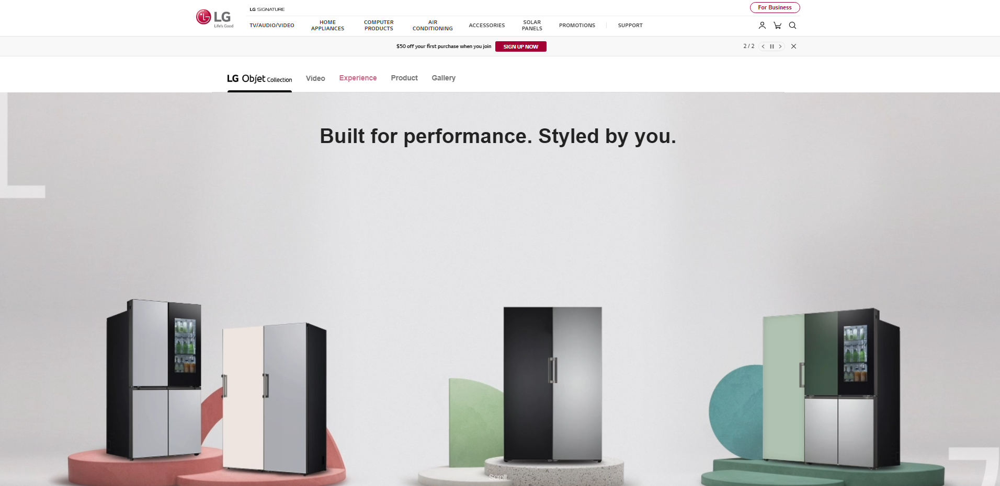 LG SIGNATURE
For Business
LG
Life's Good
TV/AUDIO/VIDEO
HOME
APPLIANCES
COMPUTER
PRODUCTS
AIR
CONDITIONING
ACCESSORIES
SOLAR
PANELS
PROMOTIONS
SUPPORT
$50 off your first purchase when you join
SIGN UP NOW
2 / 2
LG Objet Collection
Video
Experience
Product
Gallery
Built for performance. Styled by you.
Scroll